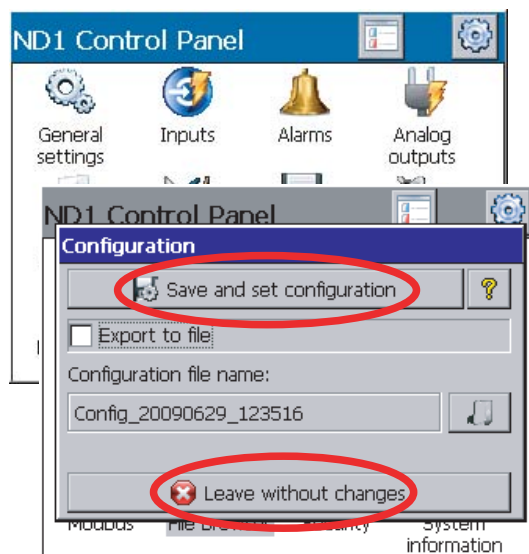 ND1 Control Panel
General settings
Inputs
Alarms
Analog outputs
ND1 Control Panel
Configuration
Save and set configuration
?
Export to file
Configuration file name:
Config_20090629_123516
Leave without changes
Modbus
File Browser
Security
System information